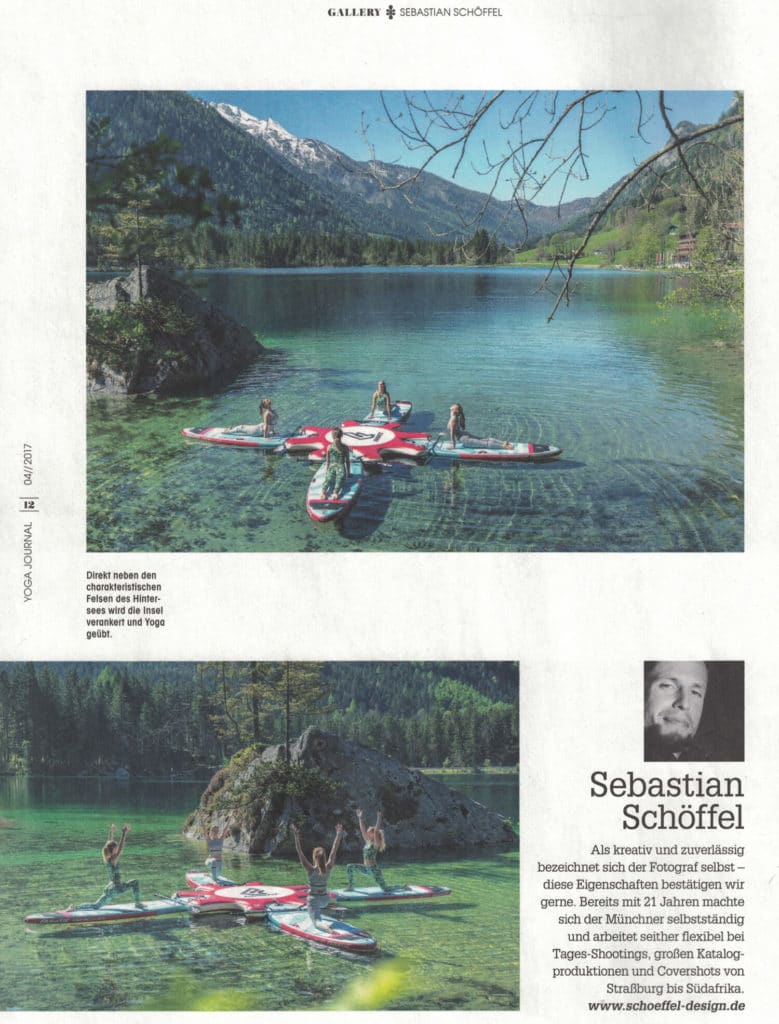 GALLERY ✤ SEBASTIAN SCHÖFFEL
YOGA JOURNAL | 12 | 04//2017
Direkt neben den
charakteristischen
Felsen des Hinter-
sees wird die Insel
verankert und Yoga
geübt.
Sebastian
Schöffel
Als kreativ und zuverlässig
bezeichnet sich der Fotograf selbst –
diese Eigenschaften bestätigen wir
gerne. Bereits mit 21 Jahren machte
sich der Münchner selbstständig
und arbeitet seither flexibel bei
Tages-Shootings, großen Katalog-
produktionen und Covershots von
Straßburg bis Südafrika.
www.schoeffel-design.de